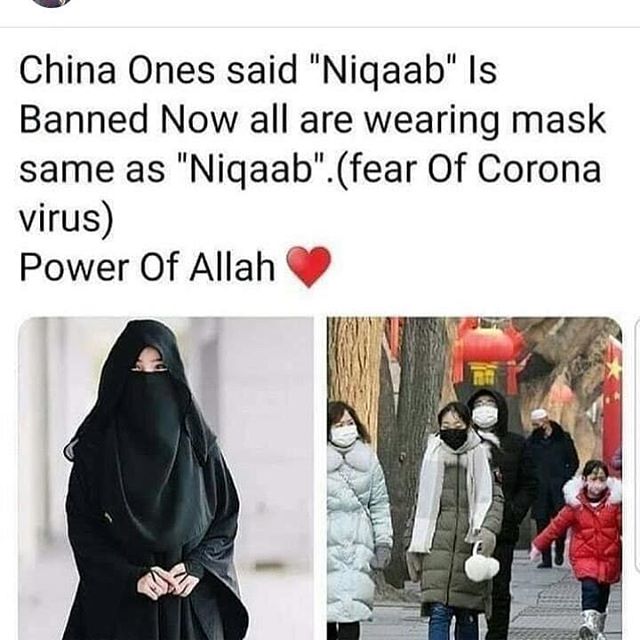 China Ones said "Niqaab" Is
Banned Now all are wearing mask
same as "Niqaab".(fear Of Corona
virus)
Power Of Allah ❤